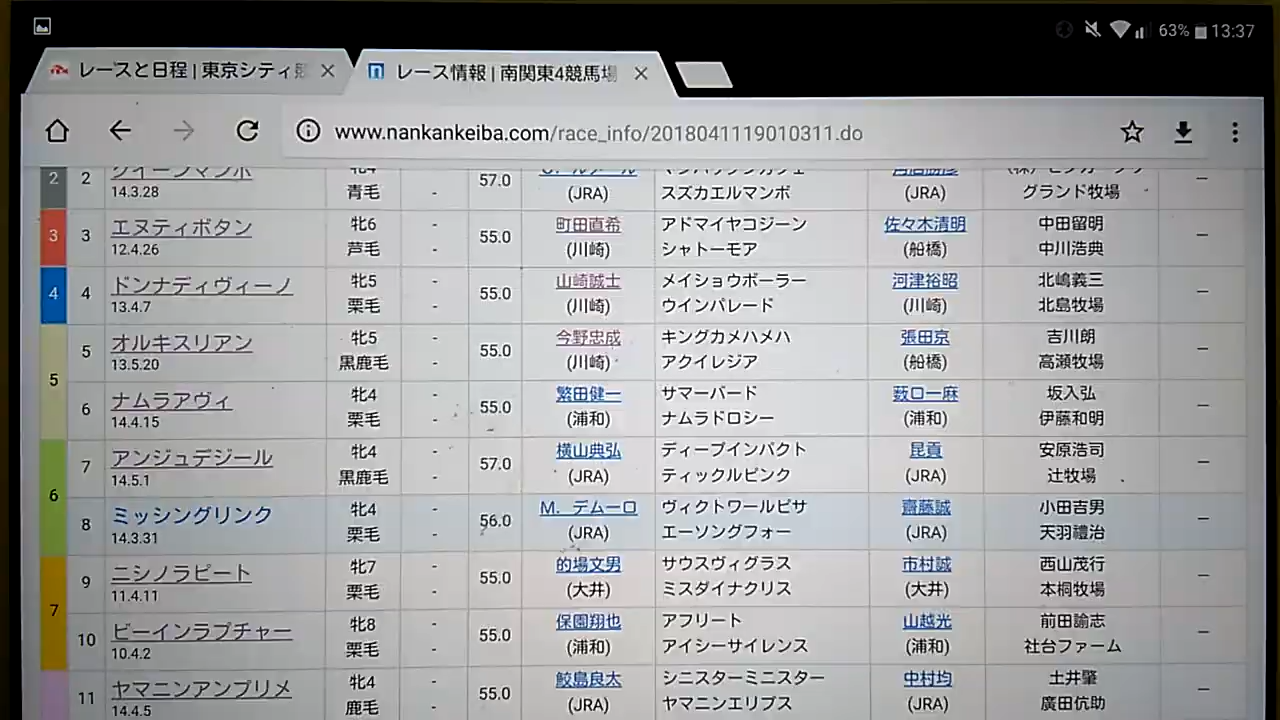 63% 13:37
レースと日程 | 東京シティ競
レース情報 | 南関東4競馬場
www.nankankeiba.com/race_info/2018041119010311.do
2 2 クイーンマンボ 牝4 57.0
14.3.28 青毛 - (JRA) スズカエルマンボ (JRA) グランド牧場 -
3 3 エヌティボタン 牝6 - 55.0 町田直希 アドマイヤコジーン 佐々木清明 中田留明 -
12.4.26 芦毛 - (川崎) シャトーモア (船橋) 中川浩典
4 4 ドンナディヴィーノ 牝5 - 55.0 山崎誠士 メイショウボーラー 河津裕昭 北嶋義三 -
13.4.7 栗毛 - (川崎) ウインバレード (川崎) 北島牧場
5 5 オルキスリアン 牝5 - 55.0 今野忠成 キングカメハメハ 張田京 吉川朗 -
13.5.20 黒鹿毛 - (川崎) アクイレジア (船橋) 高瀬牧場
6 ナムラアヴィ 牝4 - 55.0 繁田健一 サマーバード 薮口一麻 坂入弘 -
14.4.15 栗毛 - (浦和) ナムラドロシー (浦和) 伊藤和明
6 7 アンジュデジール 牝4 - 57.0 横山典弘 ディープインパクト 昆貢 安原浩司 -
14.5.1 黒鹿毛 - (JRA) ティックルピンク (JRA) 辻牧場
8 ミッシングリンク 牝4 - 56.0 M．デムーロ ヴィクトワールピサ 齋藤誠 小田吉男 -
14.3.31 栗毛 - (JRA) エーソングフォー (JRA) 天羽禮治
7 9 ニシノラピート 牝7 - 55.0 的場文男 サウスヴィグラス 市村誠 西山茂行 -
11.4.11 栗毛 - (大井) ミスダイナクリス (大井) 本桐牧場
10 ビーインラプチャー 牝8 - 55.0 保園翔也 アフリート 山越光 前田諭志 -
10.4.2 栗毛 - (浦和) アイシーサイレンス (浦和) 社台ファーム
11 ヤマニンアンプリメ 牝4 - 55.0 鮫島良太 シニスターミニスター 中村均 土井肇 -
14.4.5 鹿毛 - (JRA) ヤマニンエリプス (JRA) 廣田伉助